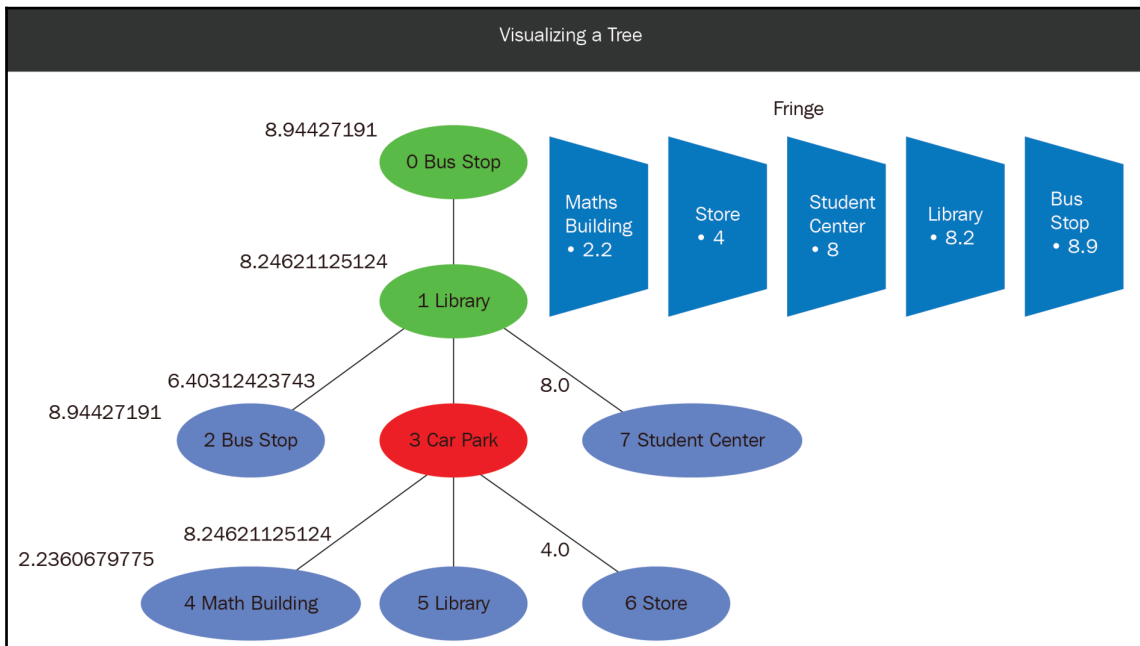 Visualizing a Tree
Fringe
8.94427191
0 Bus Stop
Maths
Building
• 2.2
Store
• 4
Student
Center
• 8
Library
• 8.2
Bus
Stop
• 8.9
8.24621125124
1 Library
6.40312423743
8.0
8.94427191
2 Bus Stop
3 Car Park
7 Student Center
8.24621125124
4.0
2.2360679775
4 Math Building
5 Library
6 Store